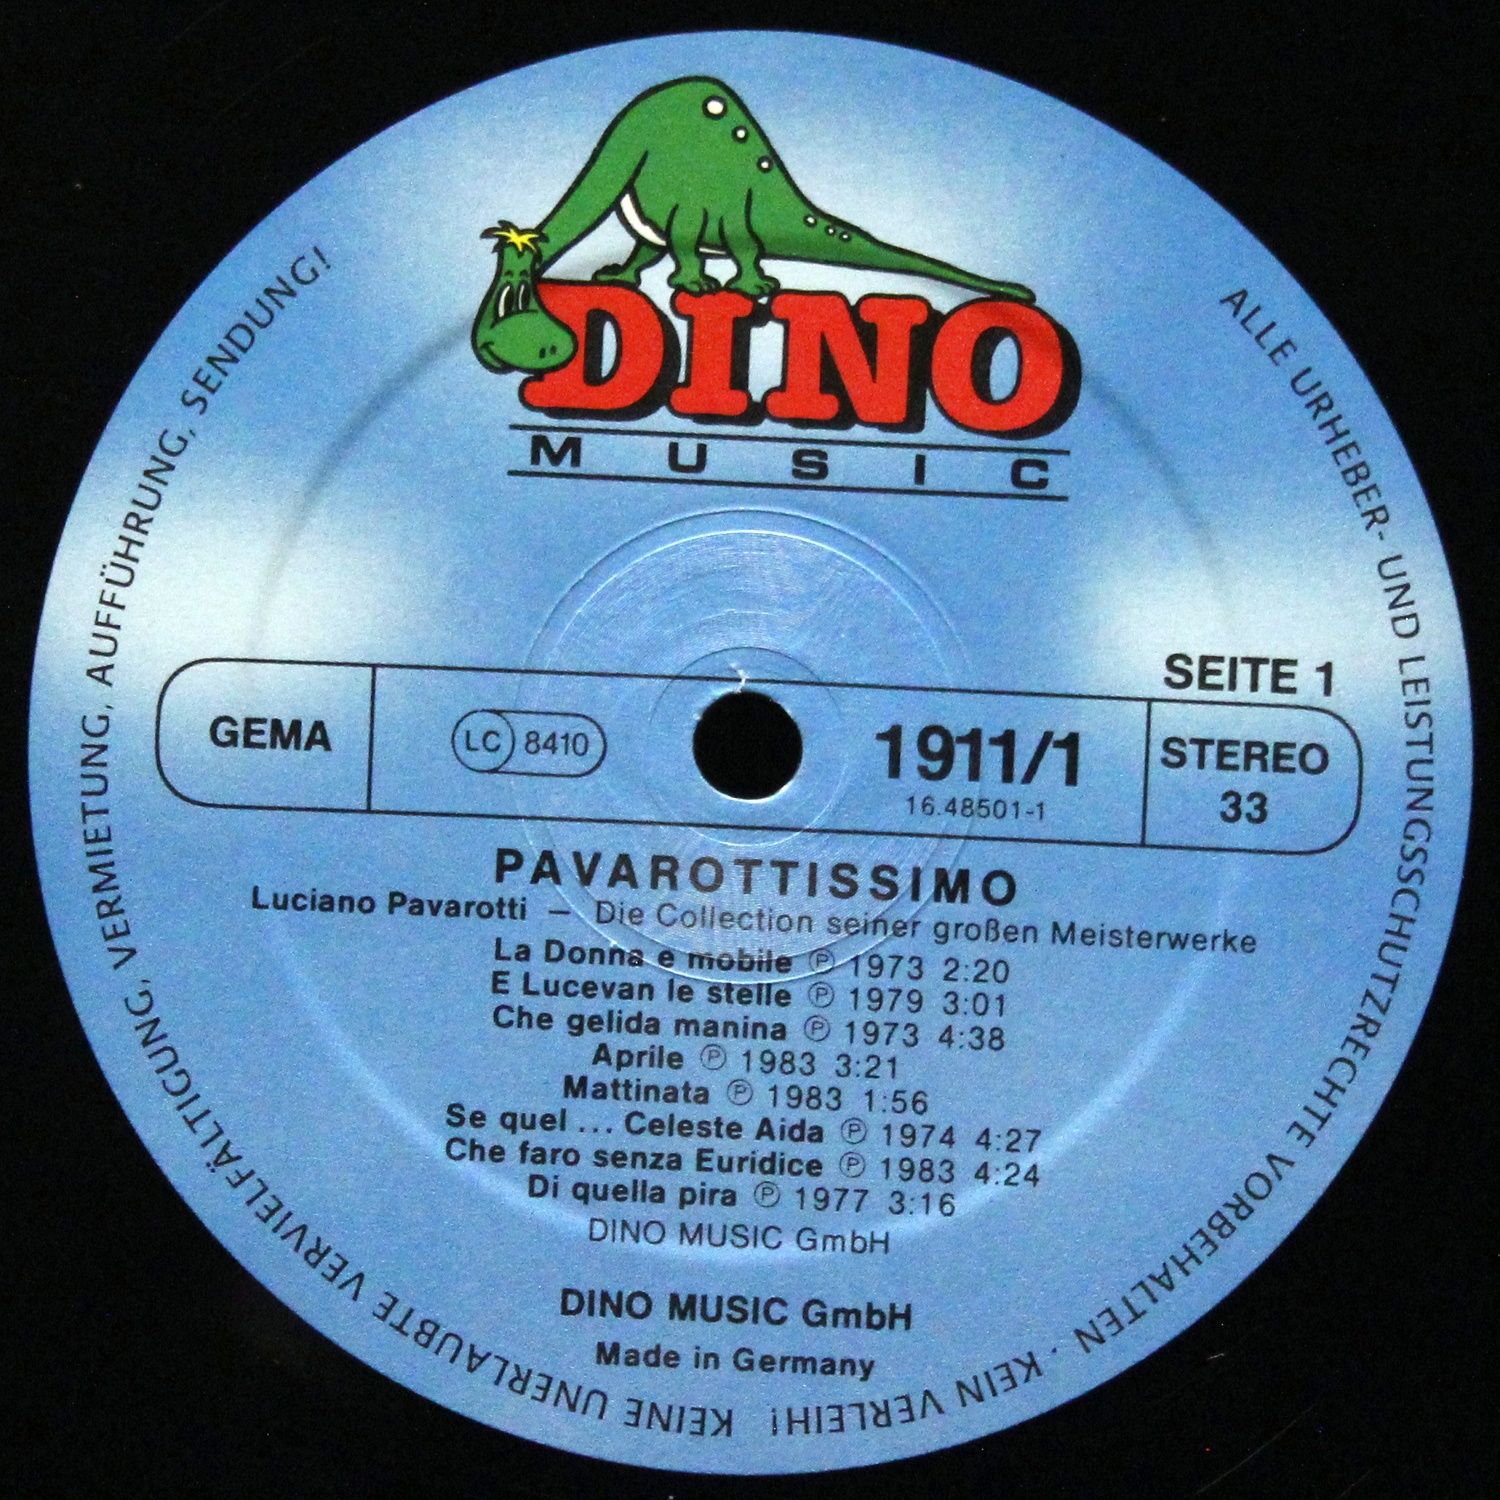 DINO
MUSIC
SEITE 1
GEMA
LC 8410
1911/1
16.48501-1
STEREO
33
PAVAROTTISSIMO
Luciano Pavarotti – Die Collection seiner großen Meisterwerke
La Donna e mobile Ⓟ 1973 2:20
E Lucevan le stelle Ⓟ 1979 3:01
Che gelida manina Ⓟ 1973 4:38
Aprile Ⓟ 1983 3:21
Mattinata Ⓟ 1983 1:56
Se quel ... Celeste Aida Ⓟ 1974 4:27
Che faro senza Euridice Ⓟ 1983 4:24
Di quella pira Ⓟ 1977 3:16
DINO MUSIC GmbH
DINO MUSIC GmbH
Made in Germany
ALLE URHEBER- UND LEISTUNGSSCHUTZRECHTE VORBEHALTEN · KEIN VERLEIH! KEINE UNERLAUBTE VERVIELFÄLTIGUNG, VERMIETUNG, AUFFÜHRUNG, SENDUNG!